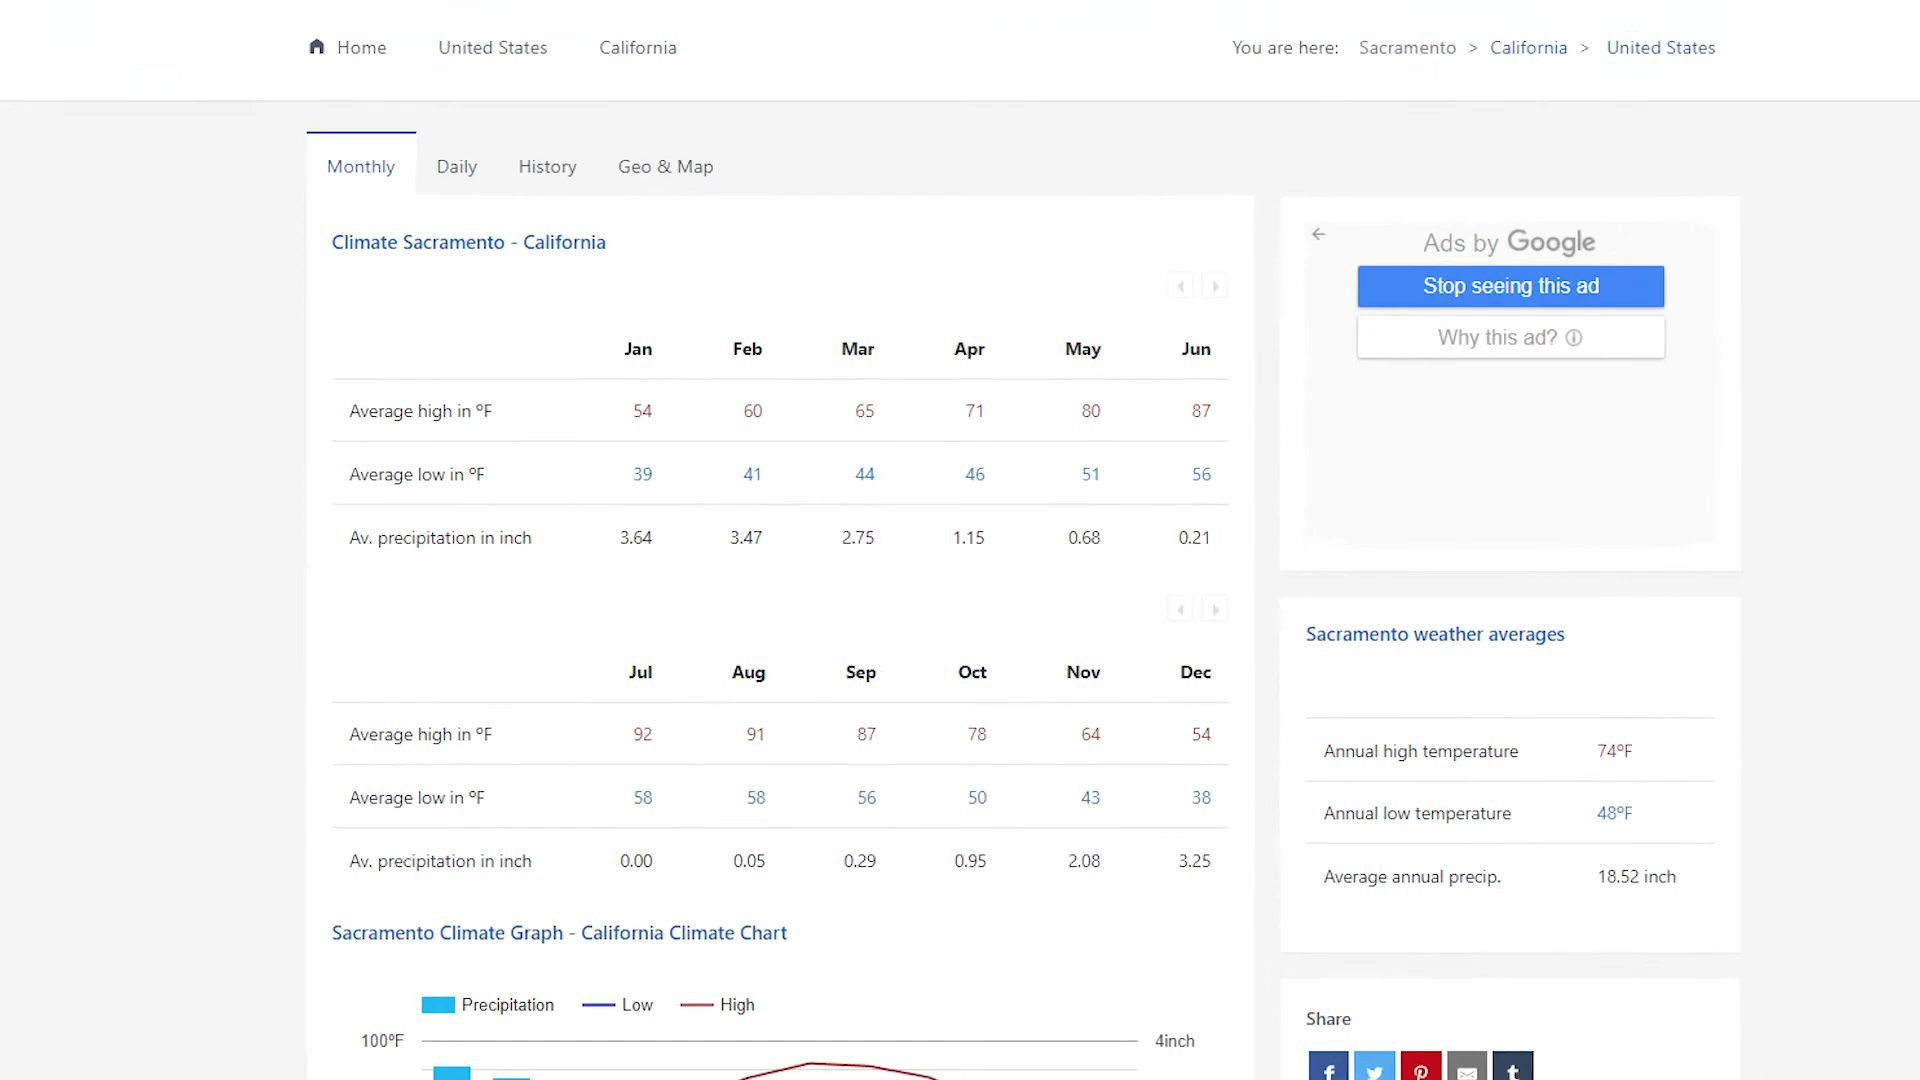 Home United States California You are here: Sacramento > California > United States
Monthly Daily History Geo & Map
Climate Sacramento - California
Jan Feb Mar Apr May Jun
Average high in ºF 54 60 65 71 80 87
Average low in ºF 39 41 44 46 51 56
Av. precipitation in inch 3.64 3.47 2.75 1.15 0.68 0.21
Jul Aug Sep Oct Nov Dec
Average high in ºF 92 91 87 78 64 54
Average low in ºF 58 58 56 50 43 38
Av. precipitation in inch 0.00 0.05 0.29 0.95 2.08 3.25
Sacramento Climate Graph - California Climate Chart
Precipitation Low High
100ºF 4inch
Ads by Google
Stop seeing this ad
Why this ad?
Sacramento weather averages
Annual high temperature 74ºF
Annual low temperature 48ºF
Average annual precip. 18.52 inch
Share